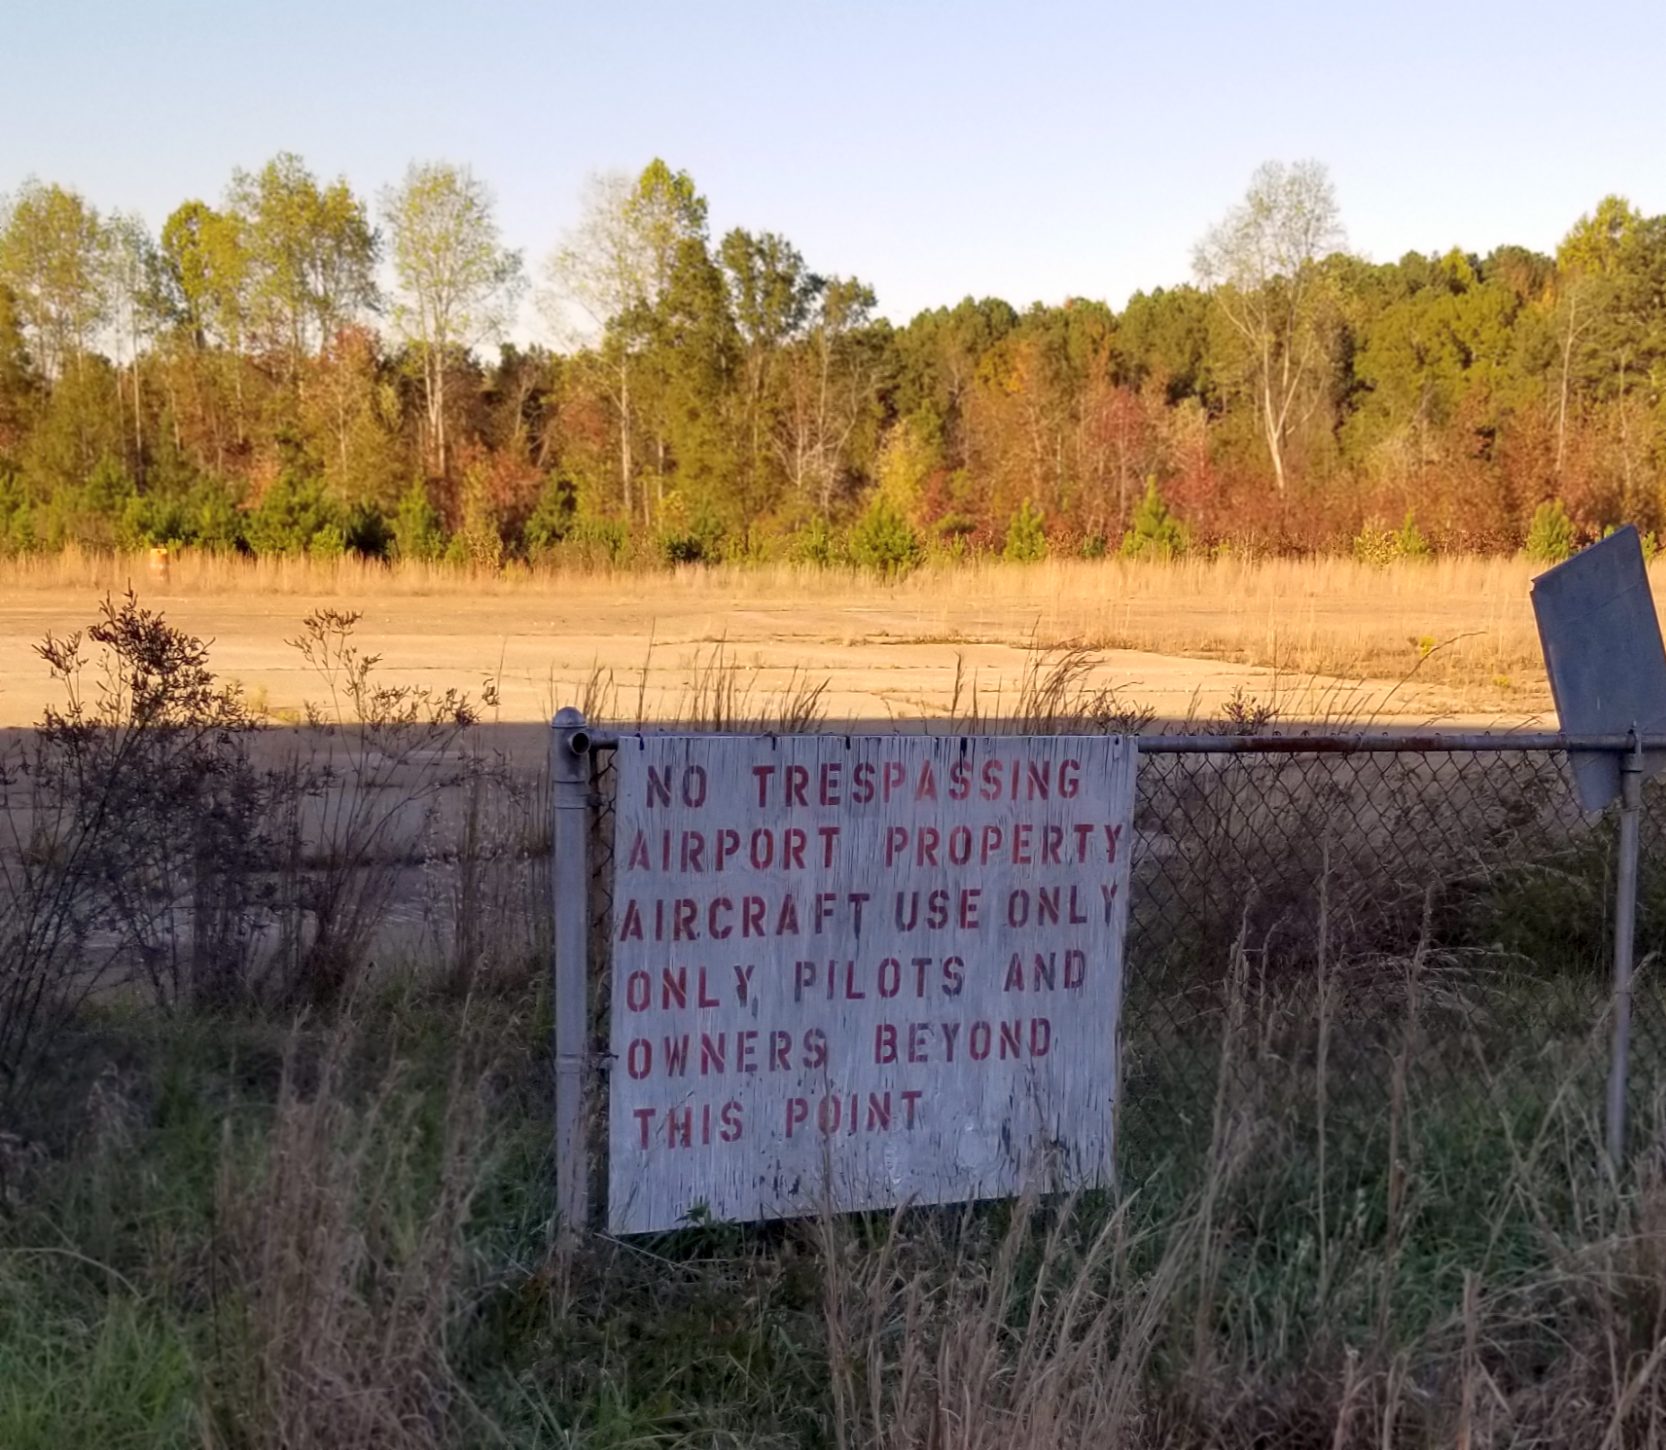 NO TRESPASSING
AIRPORT PROPERTY
AIRCRAFT USE ONLY
ONLY PILOTS AND
OWNERS BEYOND
THIS POINT